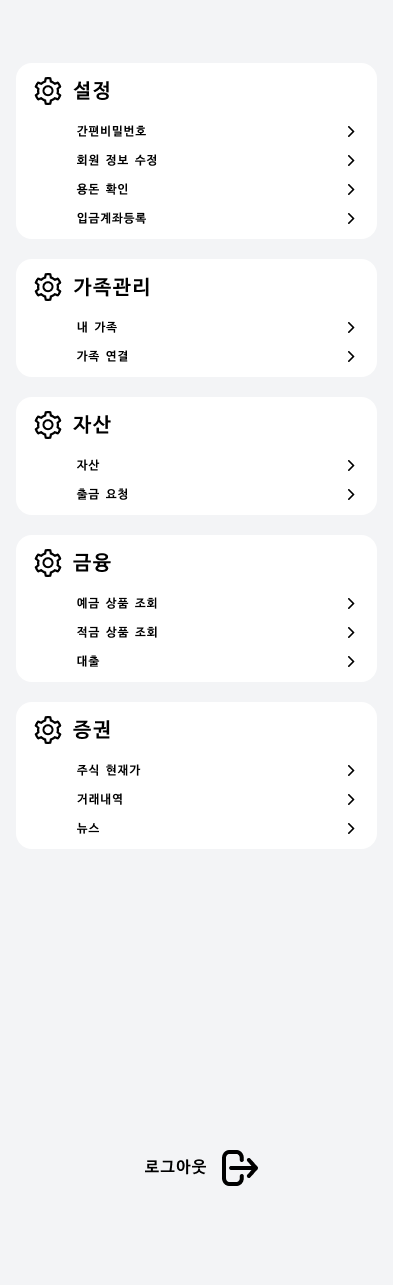 설정
간편비밀번호
회원 정보 수정
용돈 확인
입금계좌등록
가족관리
내 가족
가족 연결
자산
자산
출금 요청
금융
예금 상품 조회
적금 상품 조회
대출
증권
주식 현재가
거래내역
뉴스
로그아웃